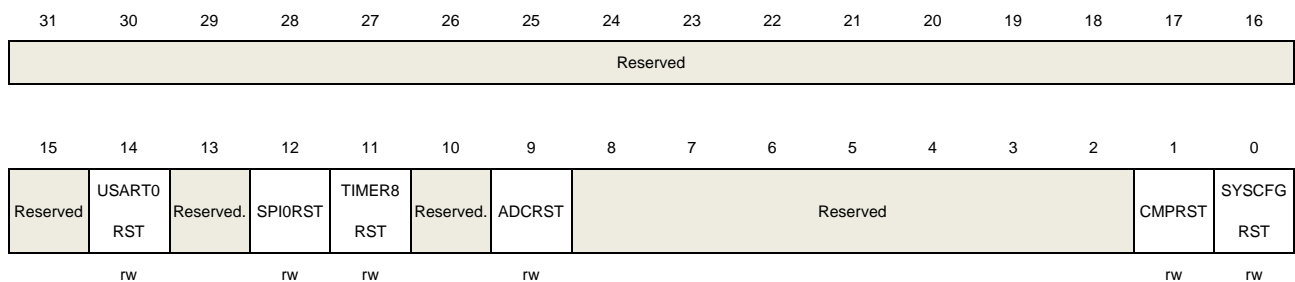 31 30 29 28 27 26 25 24 23 22 21 20 19 18 17 16
Reserved
15 14 13 12 11 10 9 8 7 6 5 4 3 2 1 0
Reserved USART0 RST Reserved. SPI0RST TIMER8 RST Reserved. ADCRST Reserved CMPRST SYSCFG RST
rw rw rw rw rw rw